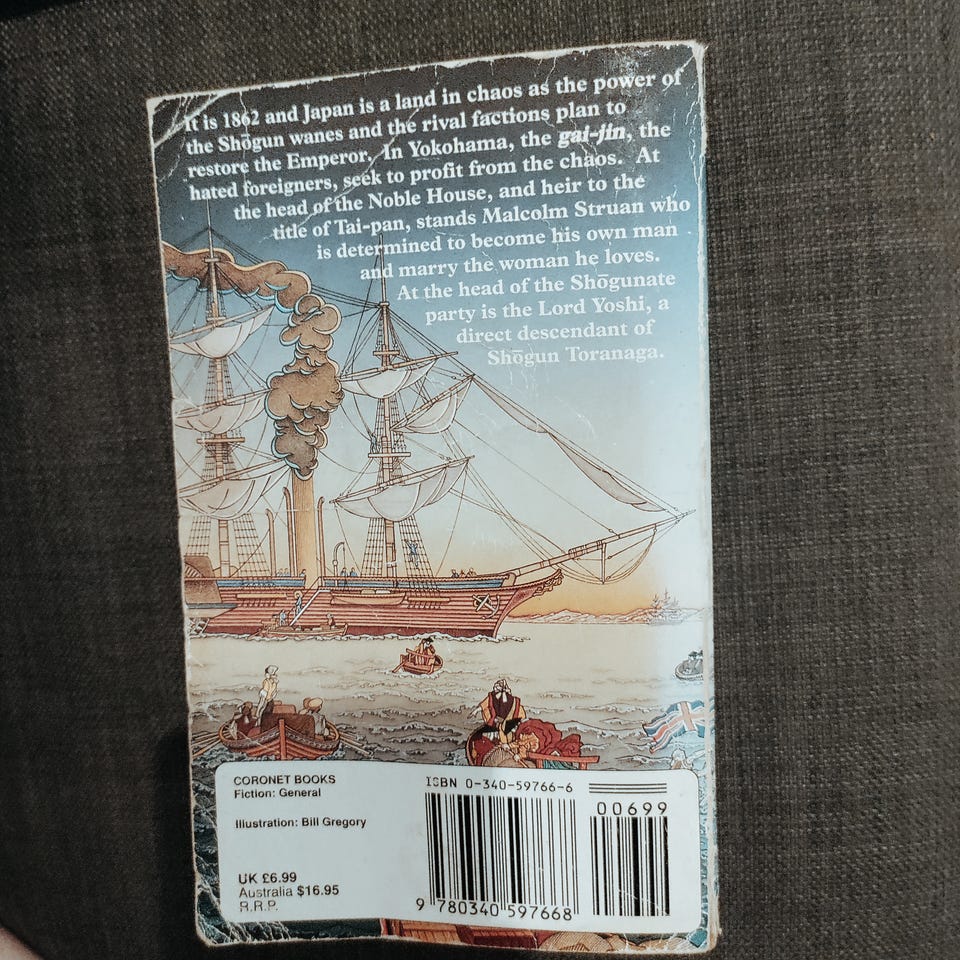 It is 1862 and Japan is a land in chaos as the power of
the Shōgun wanes and the rival factions plan to
restore the Emperor. In Yokohama, the gai-jin, the
hated foreigners, seek to profit from the chaos. At
the head of the Noble House, and heir to the
title of Tai-pan, stands Malcolm Struan who
is determined to become his own man
and marry the woman he loves.
At the head of the Shōgunate
party is the Lord Yoshi, a
direct descendant of
Shōgun Toranaga.
CORONET BOOKS
Fiction: General
Illustration: Bill Gregory
UK £6.99
Australia $16.95
R.R.P.
ISBN 0-340-59766-6
00699
9 780340 597668